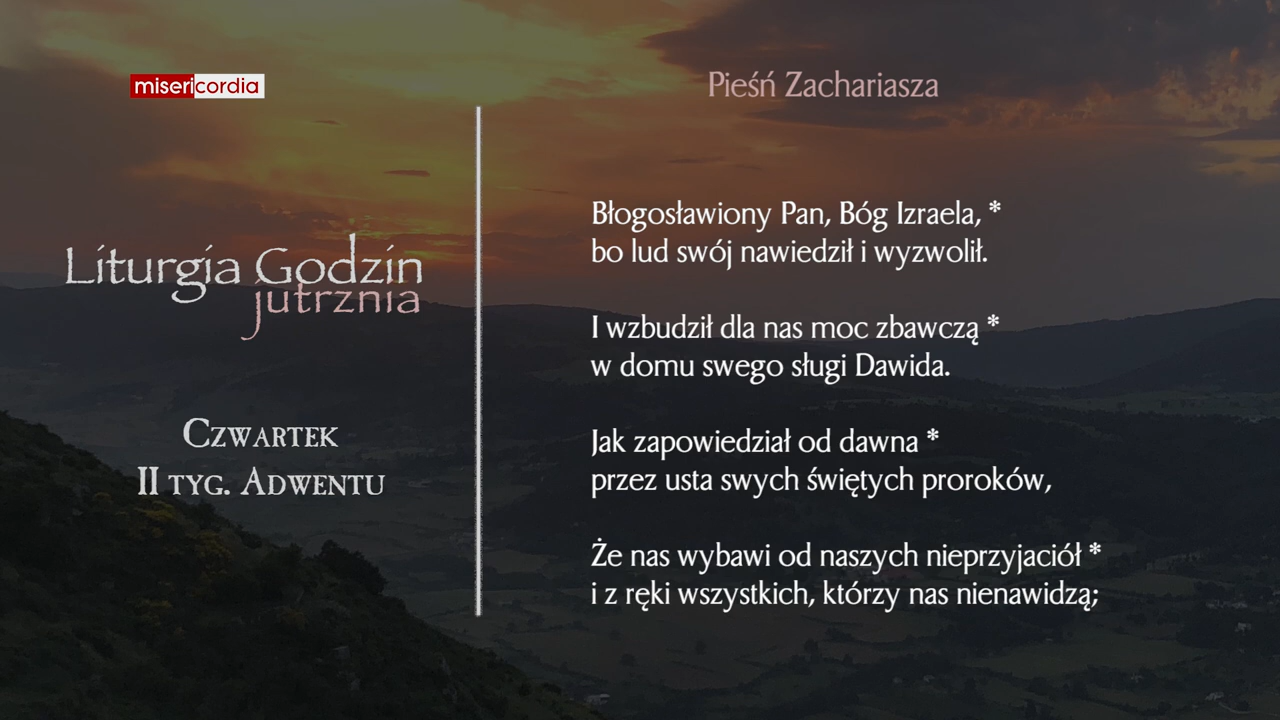 misericordia
Liturgia Godzin
jutrznia
Czwartek
II tyg. Adwentu
Pieśń Zachariasza
Błogosławiony Pan, Bóg Izraela, *
bo lud swój nawiedził i wyzwolił.
I wzbudził dla nas moc zbawczą *
w domu swego sługi Dawida.
Jak zapowiedział od dawna *
przez usta swych świętych proroków,
Że nas wybawi od naszych nieprzyjaciół *
i z ręki wszystkich, którzy nas nienawidzą;